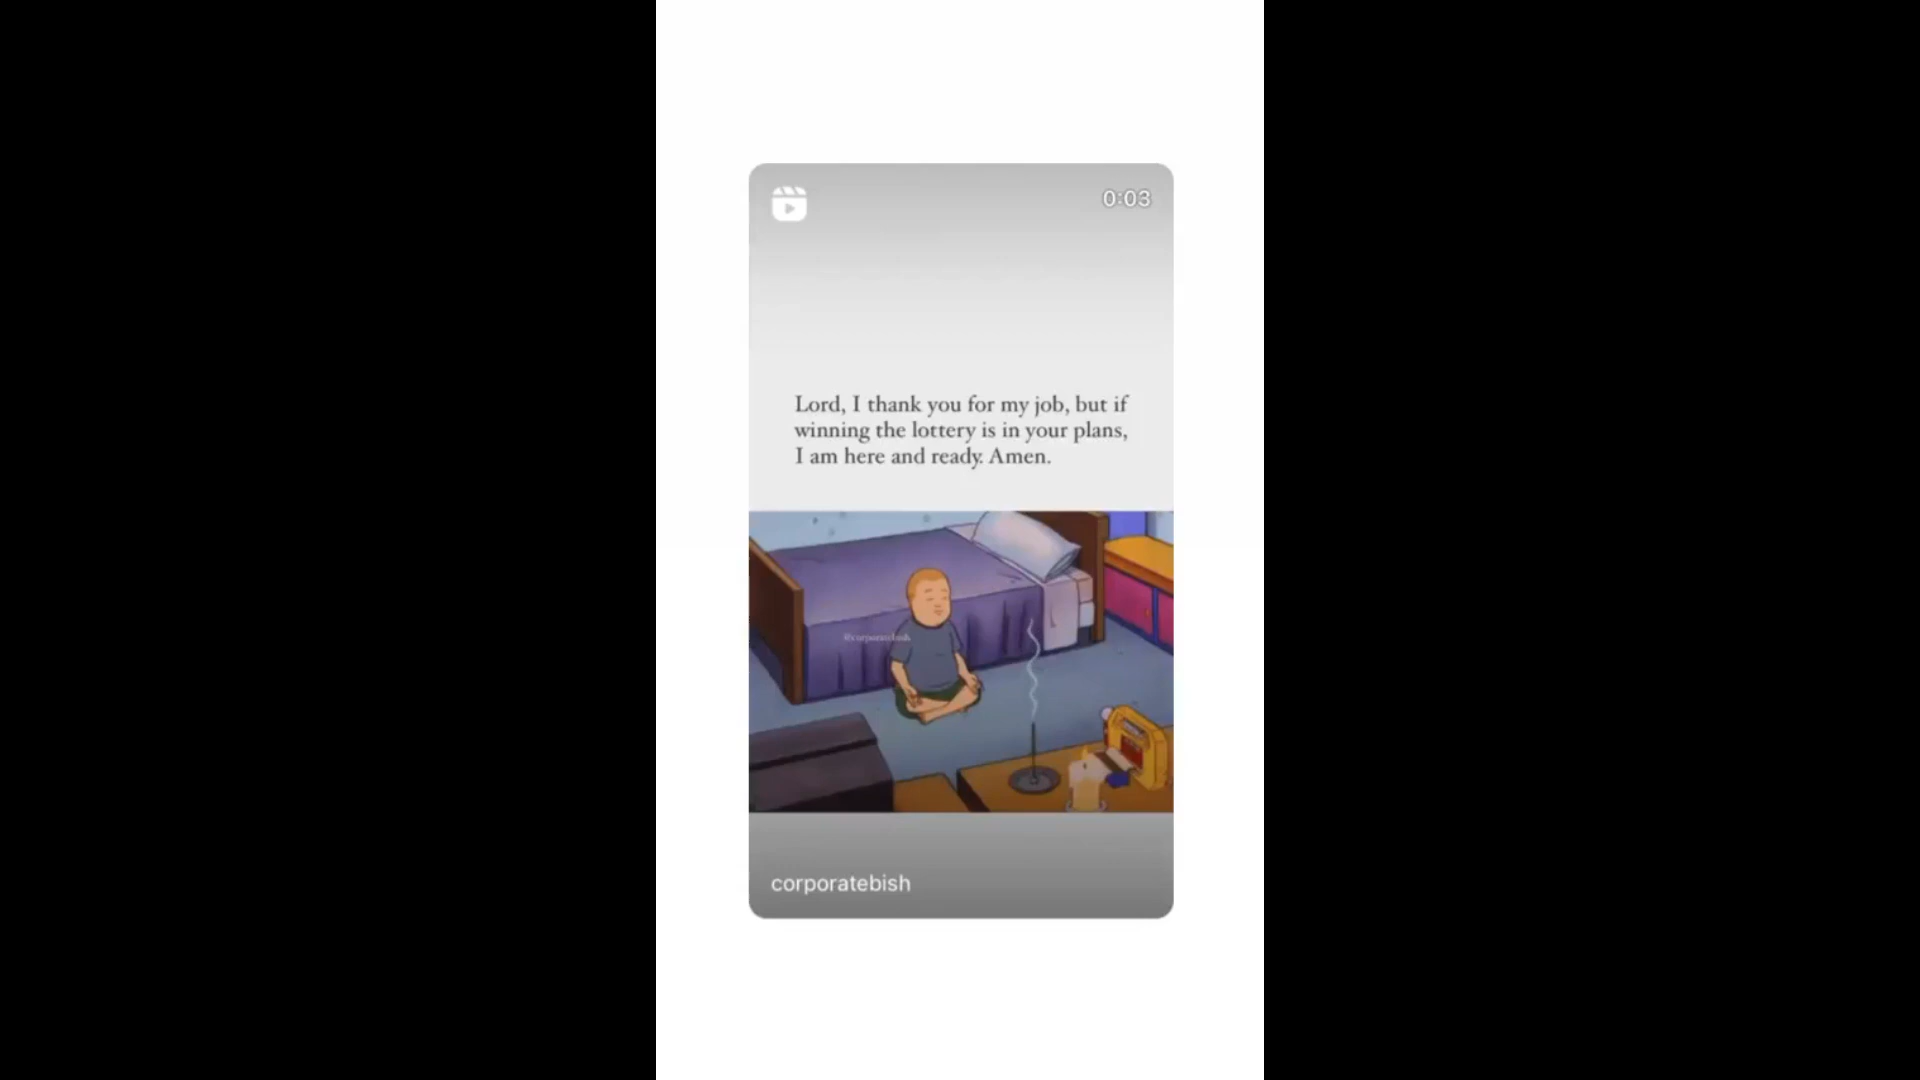 0:03
Lord, I thank you for my job, but if
winning the lottery is in your plans,
I am here and ready. Amen.
@corporatebish
corporatebish